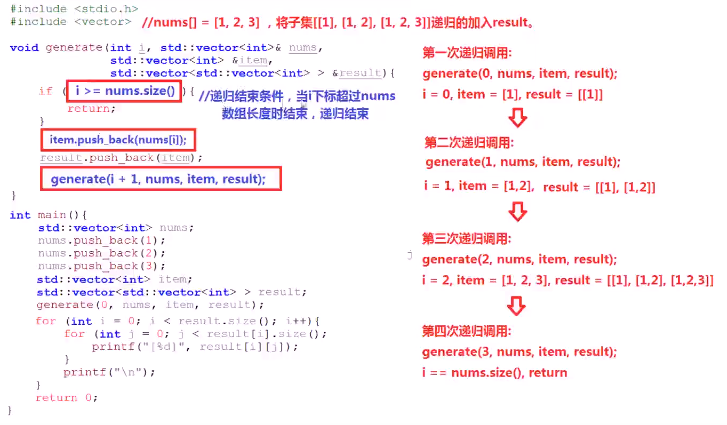 #include <stdio.h>
#include <vector> //nums[] = [1, 2, 3] ，将子集[[1], [1, 2], [1, 2, 3]]递归的加入result。
void generate(int i, std::vector<int>& nums,
std::vector<int> &item,
std::vector<std::vector<int> > &result){
if ( i >= nums.size() ){ //递归结束条件，当i下标超过nums
数组长度时结束，递归结束
return;
}
item.push_back(nums[i]);
result.push_back(item);
generate(i + 1, nums, item, result);
}
int main(){
std::vector<int> nums;
nums.push_back(1);
nums.push_back(2);
nums.push_back(3);
std::vector<int> item;
std::vector<std::vector<int> > result;
generate(0, nums, item, result);
for (int i = 0; i < result.size(); i++){
for (int j = 0; j < result[i].size();
printf("[%d]", result[i][j]);
}
printf("\n");
}
return 0;
}
j
第一次递归调用:
generate(0, nums, item, result);
i = 0, item = [1], result = [[1]]
第二次递归调用:
generate(1, nums, item, result);
i = 1, item = [1,2], result = [[1], [1,2]]
第三次递归调用:
generate(2, nums, item, result);
i = 2, item = [1, 2, 3], result = [[1], [1,2], [1,2,3]]
第四次递归调用:
generate(3, nums, item, result);
i == nums.size(), return